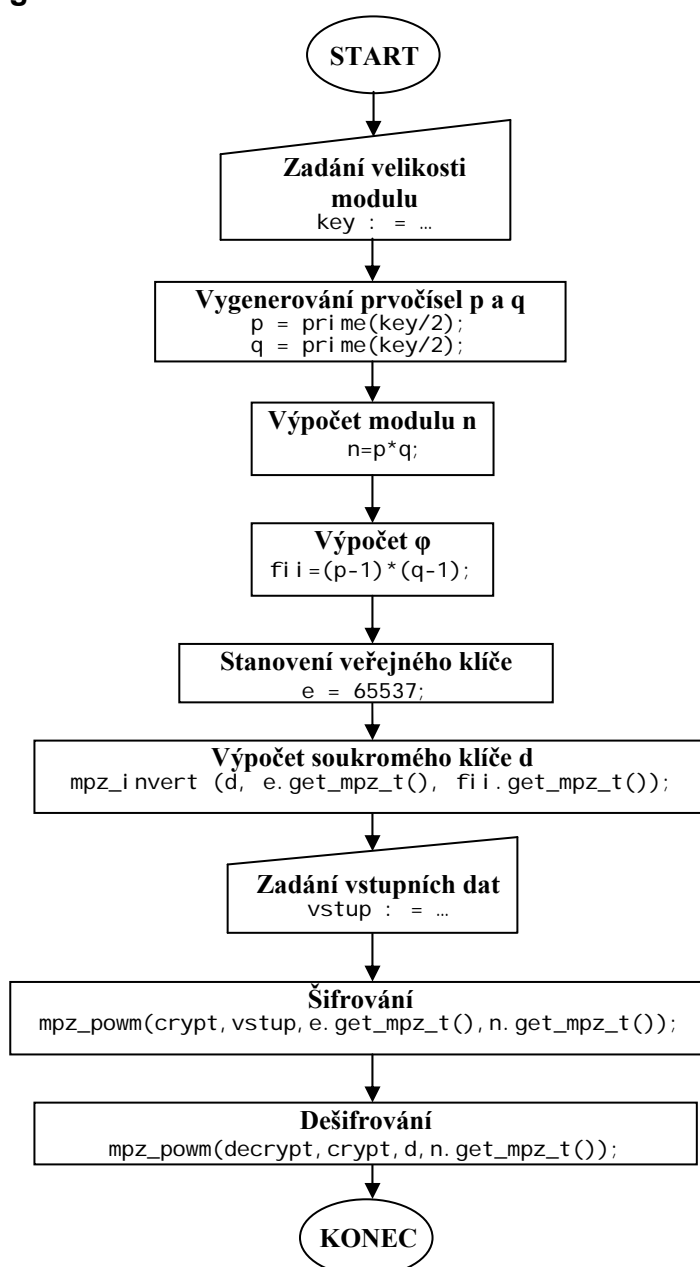 START
Zadání velikosti
modulu
key : = …
Vygenerování prvočísel p a q
p = prime(key/2);
q = prime(key/2);
Výpočet modulu n
n=p*q;
Výpočet φ
fii=(p-1)*(q-1);
Stanovení veřejného klíče
e = 65537;
Výpočet soukromého klíče d
mpz_invert (d, e.get_mpz_t(), fii.get_mpz_t());
Zadání vstupních dat
vstup : = …
Šifrování
mpz_powm(crypt,vstup,e.get_mpz_t(),n.get_mpz_t());
Dešifrování
mpz_powm(decrypt,crypt,d,n.get_mpz_t());
KONEC